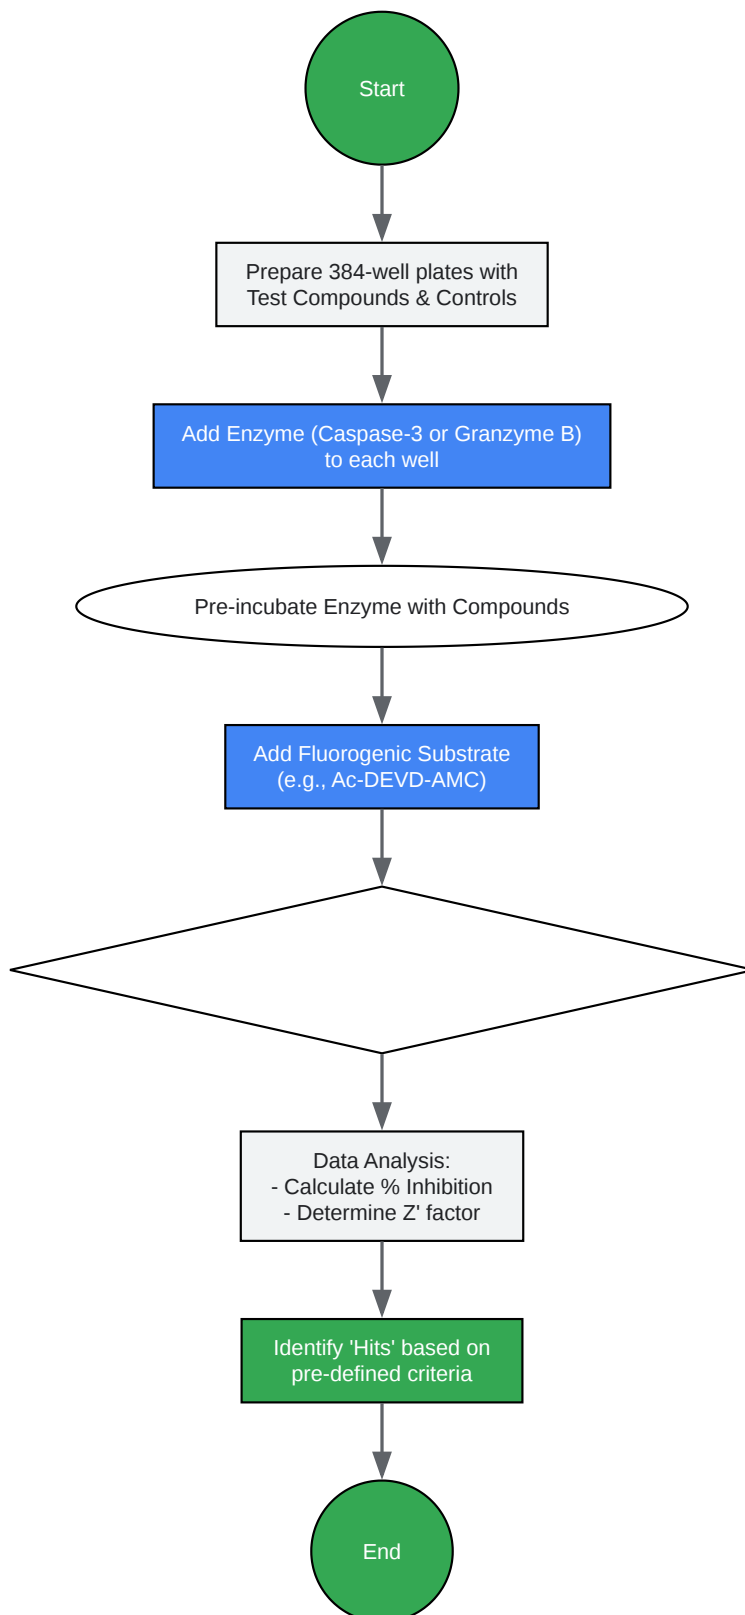 Start
Prepare 384-well plates with
Test Compounds & Controls
Add Enzyme (Caspase-3 or Granzyme B)
to each well
Pre-incubate Enzyme with Compounds
Add Fluorogenic Substrate
(e.g., Ac-DEVD-AMC)
Data Analysis:
- Calculate % Inhibition
- Determine Z' factor
Identify 'Hits' based on
pre-defined criteria
End